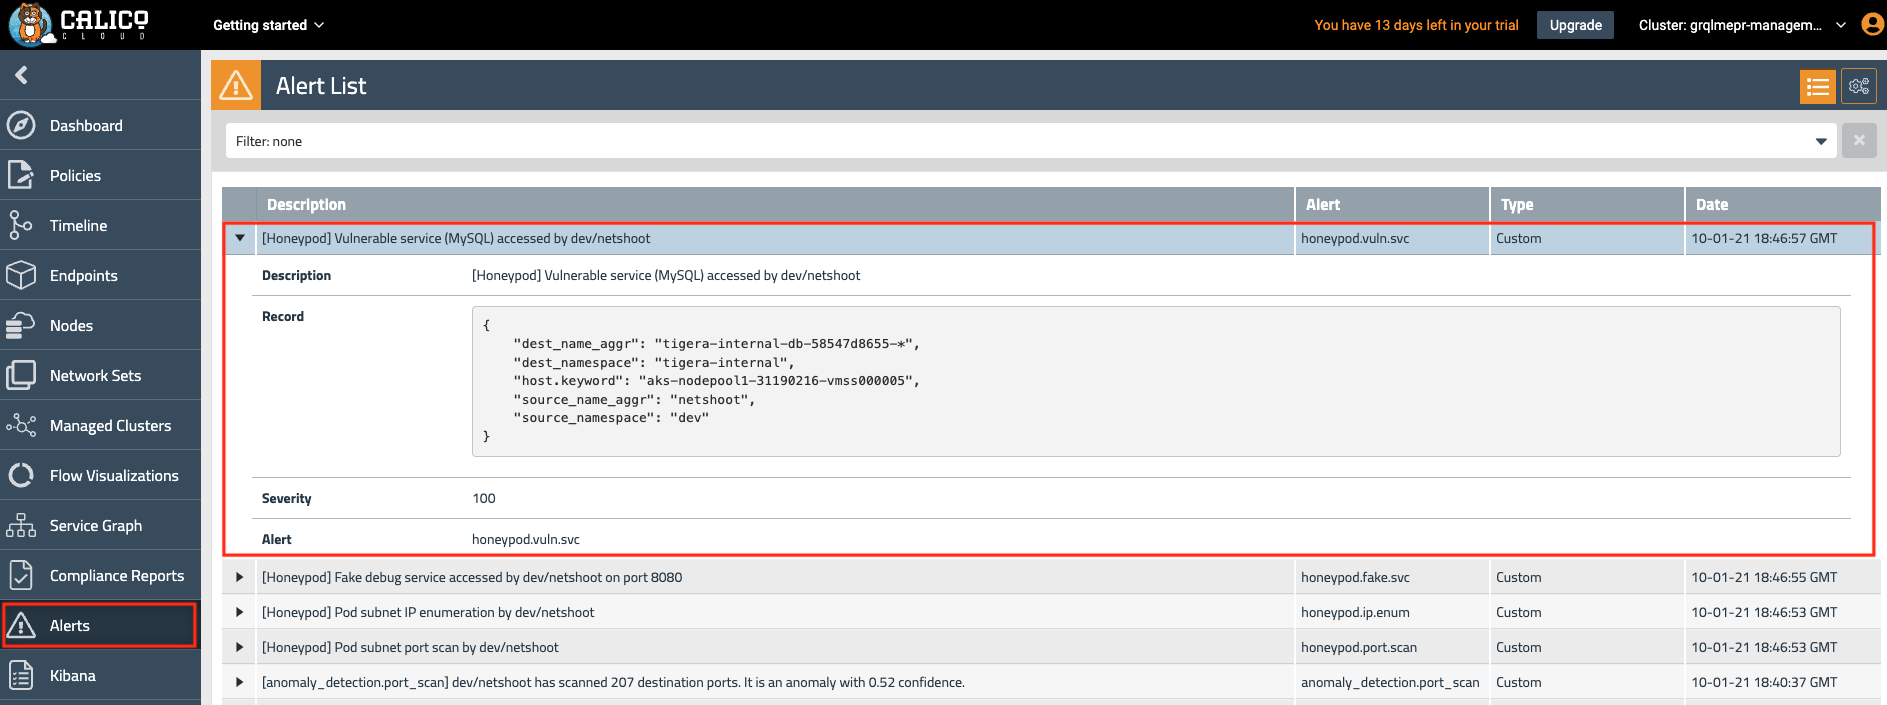 CALICO
CLOUD
Getting started
You have 13 days left in your trial
Upgrade
Cluster: grqlmepr-managem...
Dashboard
Policies
Timeline
Endpoints
Nodes
Network Sets
Managed Clusters
Flow Visualizations
Service Graph
Compliance Reports
Alerts
Kibana
Alert List
Filter: none
Description Alert Type Date
[Honeypod] Vulnerable service (MySQL) accessed by dev/netshoot honeypod.vuln.svc Custom 10-01-21 18:46:57 GMT
Description [Honeypod] Vulnerable service (MySQL) accessed by dev/netshoot
Record
{
"dest_name_aggr": "tigera-internal-db-58547d8655-*",
"dest_namespace": "tigera-internal",
"host.keyword": "aks-nodepool1-31190216-vmss000005",
"source_name_aggr": "netshoot",
"source_namespace": "dev"
}
Severity 100
Alert honeypod.vuln.svc
[Honeypod] Fake debug service accessed by dev/netshoot on port 8080 honeypod.fake.svc Custom 10-01-21 18:46:55 GMT
[Honeypod] Pod subnet IP enumeration by dev/netshoot honeypod.ip.enum Custom 10-01-21 18:46:53 GMT
[Honeypod] Pod subnet port scan by dev/netshoot honeypod.port.scan Custom 10-01-21 18:46:53 GMT
[anomaly_detection.port_scan] dev/netshoot has scanned 207 destination ports. It is an anomaly with 0.52 confidence. anomaly_detection.port_scan Custom 10-01-21 18:40:37 GMT